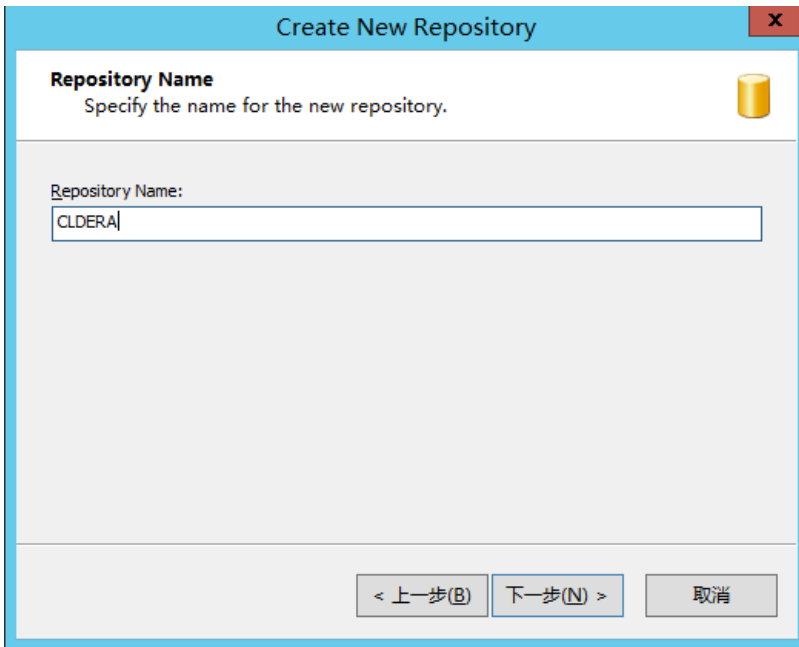 Create New Repository
x
Repository Name
Specify the name for the new repository.
Repository Name:
CLDERA
< 上一步(B)
下一步(N) >
取消